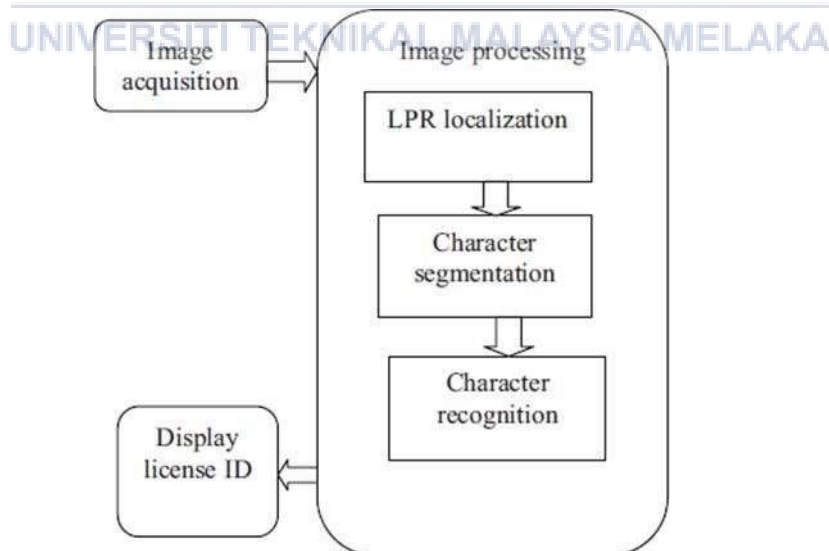 UNIVERSITI TEKNIKAL MALAYSIA MELAKA
Image
acquisition
Image processing
LPR localization
Character
segmentation
Character
recognition
Display
license ID